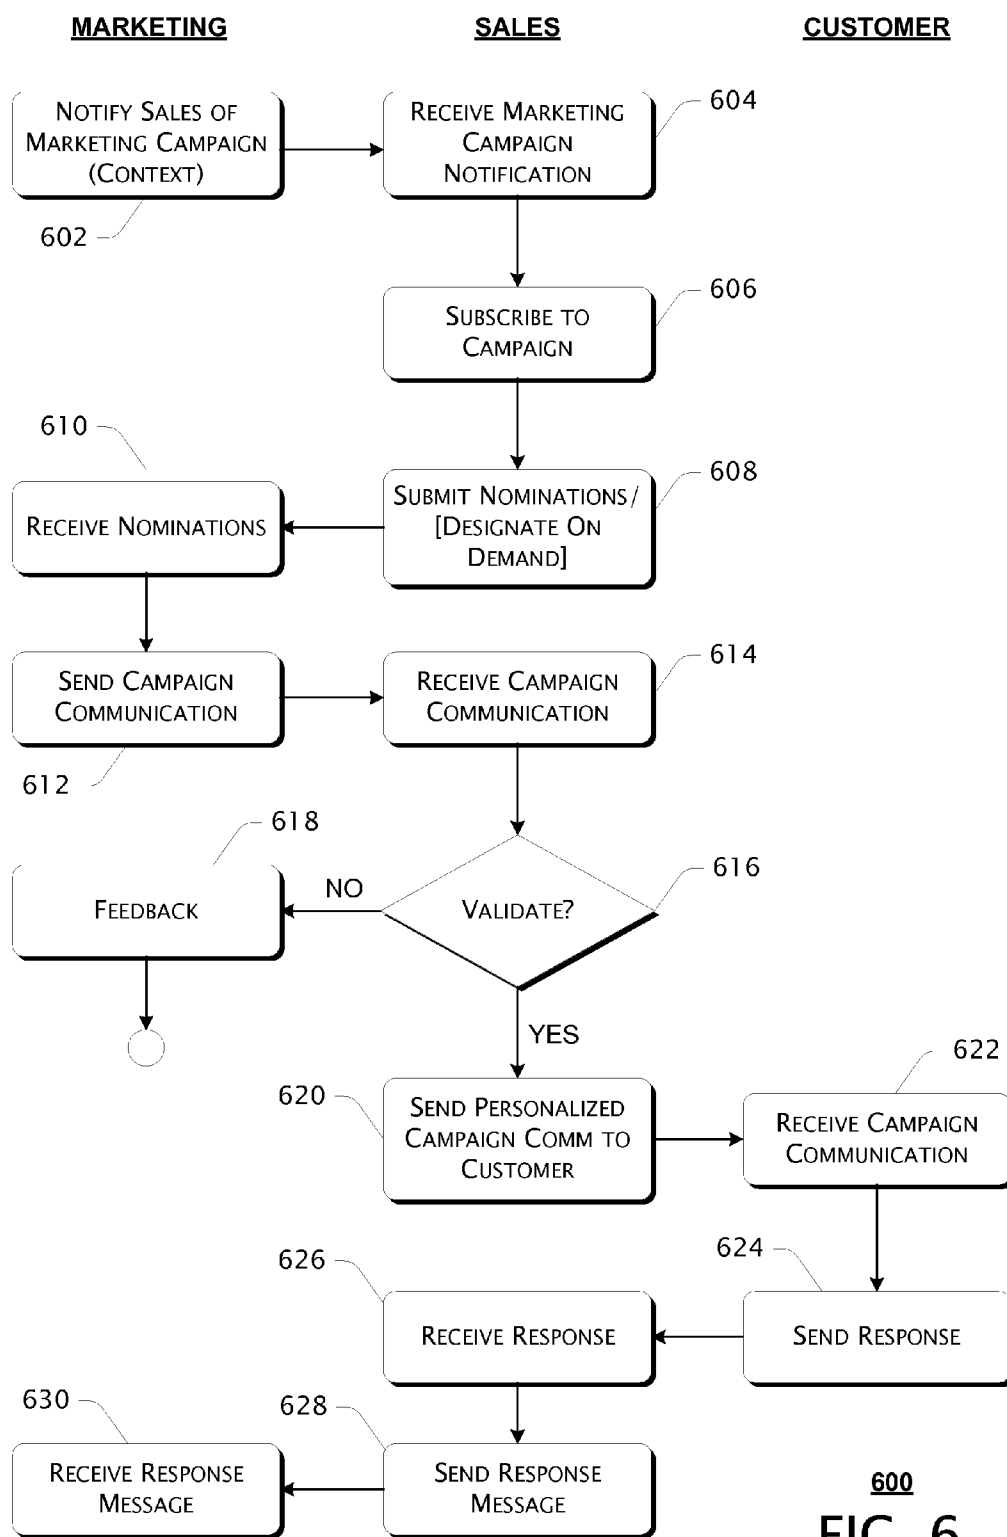 MARKETING
SALES
CUSTOMER
NOTIFY SALES OF
MARKETING CAMPAIGN
(CONTEXT)
602
RECEIVE MARKETING
CAMPAIGN
NOTIFICATION
604
SUBSCRIBE TO
CAMPAIGN
606
SUBMIT NOMINATIONS/
[DESIGNATE ON
DEMAND]
608
610
RECEIVE NOMINATIONS
SEND CAMPAIGN
COMMUNICATION
612
RECEIVE CAMPAIGN
COMMUNICATION
614
VALIDATE?
616
NO
618
FEEDBACK
YES
620
SEND PERSONALIZED
CAMPAIGN COMM TO
CUSTOMER
622
RECEIVE CAMPAIGN
COMMUNICATION
624
SEND RESPONSE
626
RECEIVE RESPONSE
628
SEND RESPONSE
MESSAGE
630
RECEIVE RESPONSE
MESSAGE
600
FIG. 6